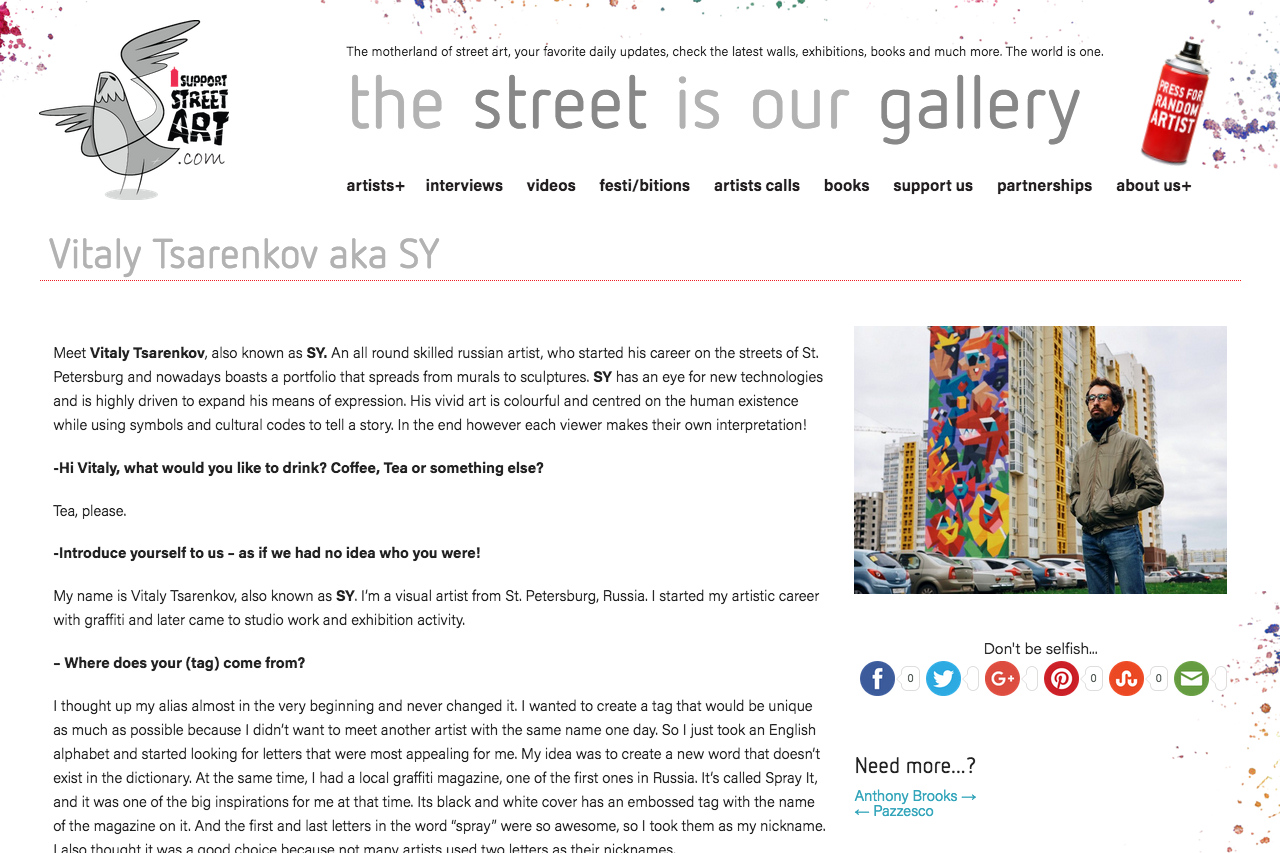 The motherland of street art, your favorite daily updates, check the latest walls, exhibitions, books and much more. The world is one.
I SUPPORT
STREET
ART
.com
the street is our gallery
PRESS FOR
RANDOM
ARTIST
artists+ interviews videos festi/bitions artists calls books support us partnerships about us+
Vitaly Tsarenkov aka SY
Meet Vitaly Tsarenkov, also known as SY. An all round skilled russian artist, who started his career on the streets of St.
Petersburg and nowadays boasts a portfolio that spreads from murals to sculptures. SY has an eye for new technologies
and is highly driven to expand his means of expression. His vivid art is colourful and centred on the human existence
while using symbols and cultural codes to tell a story. In the end however each viewer makes their own interpretation!
-Hi Vitaly, what would you like to drink? Coffee, Tea or something else?
Tea, please.
-Introduce yourself to us – as if we had no idea who you were!
My name is Vitaly Tsarenkov, also known as SY. I’m a visual artist from St. Petersburg, Russia. I started my artistic career
with graffiti and later came to studio work and exhibition activity.
– Where does your (tag) come from?
I thought up my alias almost in the very beginning and never changed it. I wanted to create a tag that would be unique
as much as possible because I didn’t want to meet another artist with the same name one day. So I just took an English
alphabet and started looking for letters that were most appealing for me. My idea was to create a new word that doesn’t
exist in the dictionary. At the same time, I had a local graffiti magazine, one of the first ones in Russia. It’s called Spray It,
and it was one of the big inspirations for me at that time. Its black and white cover has an embossed tag with the name
of the magazine on it. And the first and last letters in the word “spray” were so awesome, so I took them as my nickname.
I also thought it was a good choice because not many artists used two letters as their nicknames.
Don't be selfish...
0 G+ 0 0
Need more...?
Anthony Brooks →
← Pazzesco